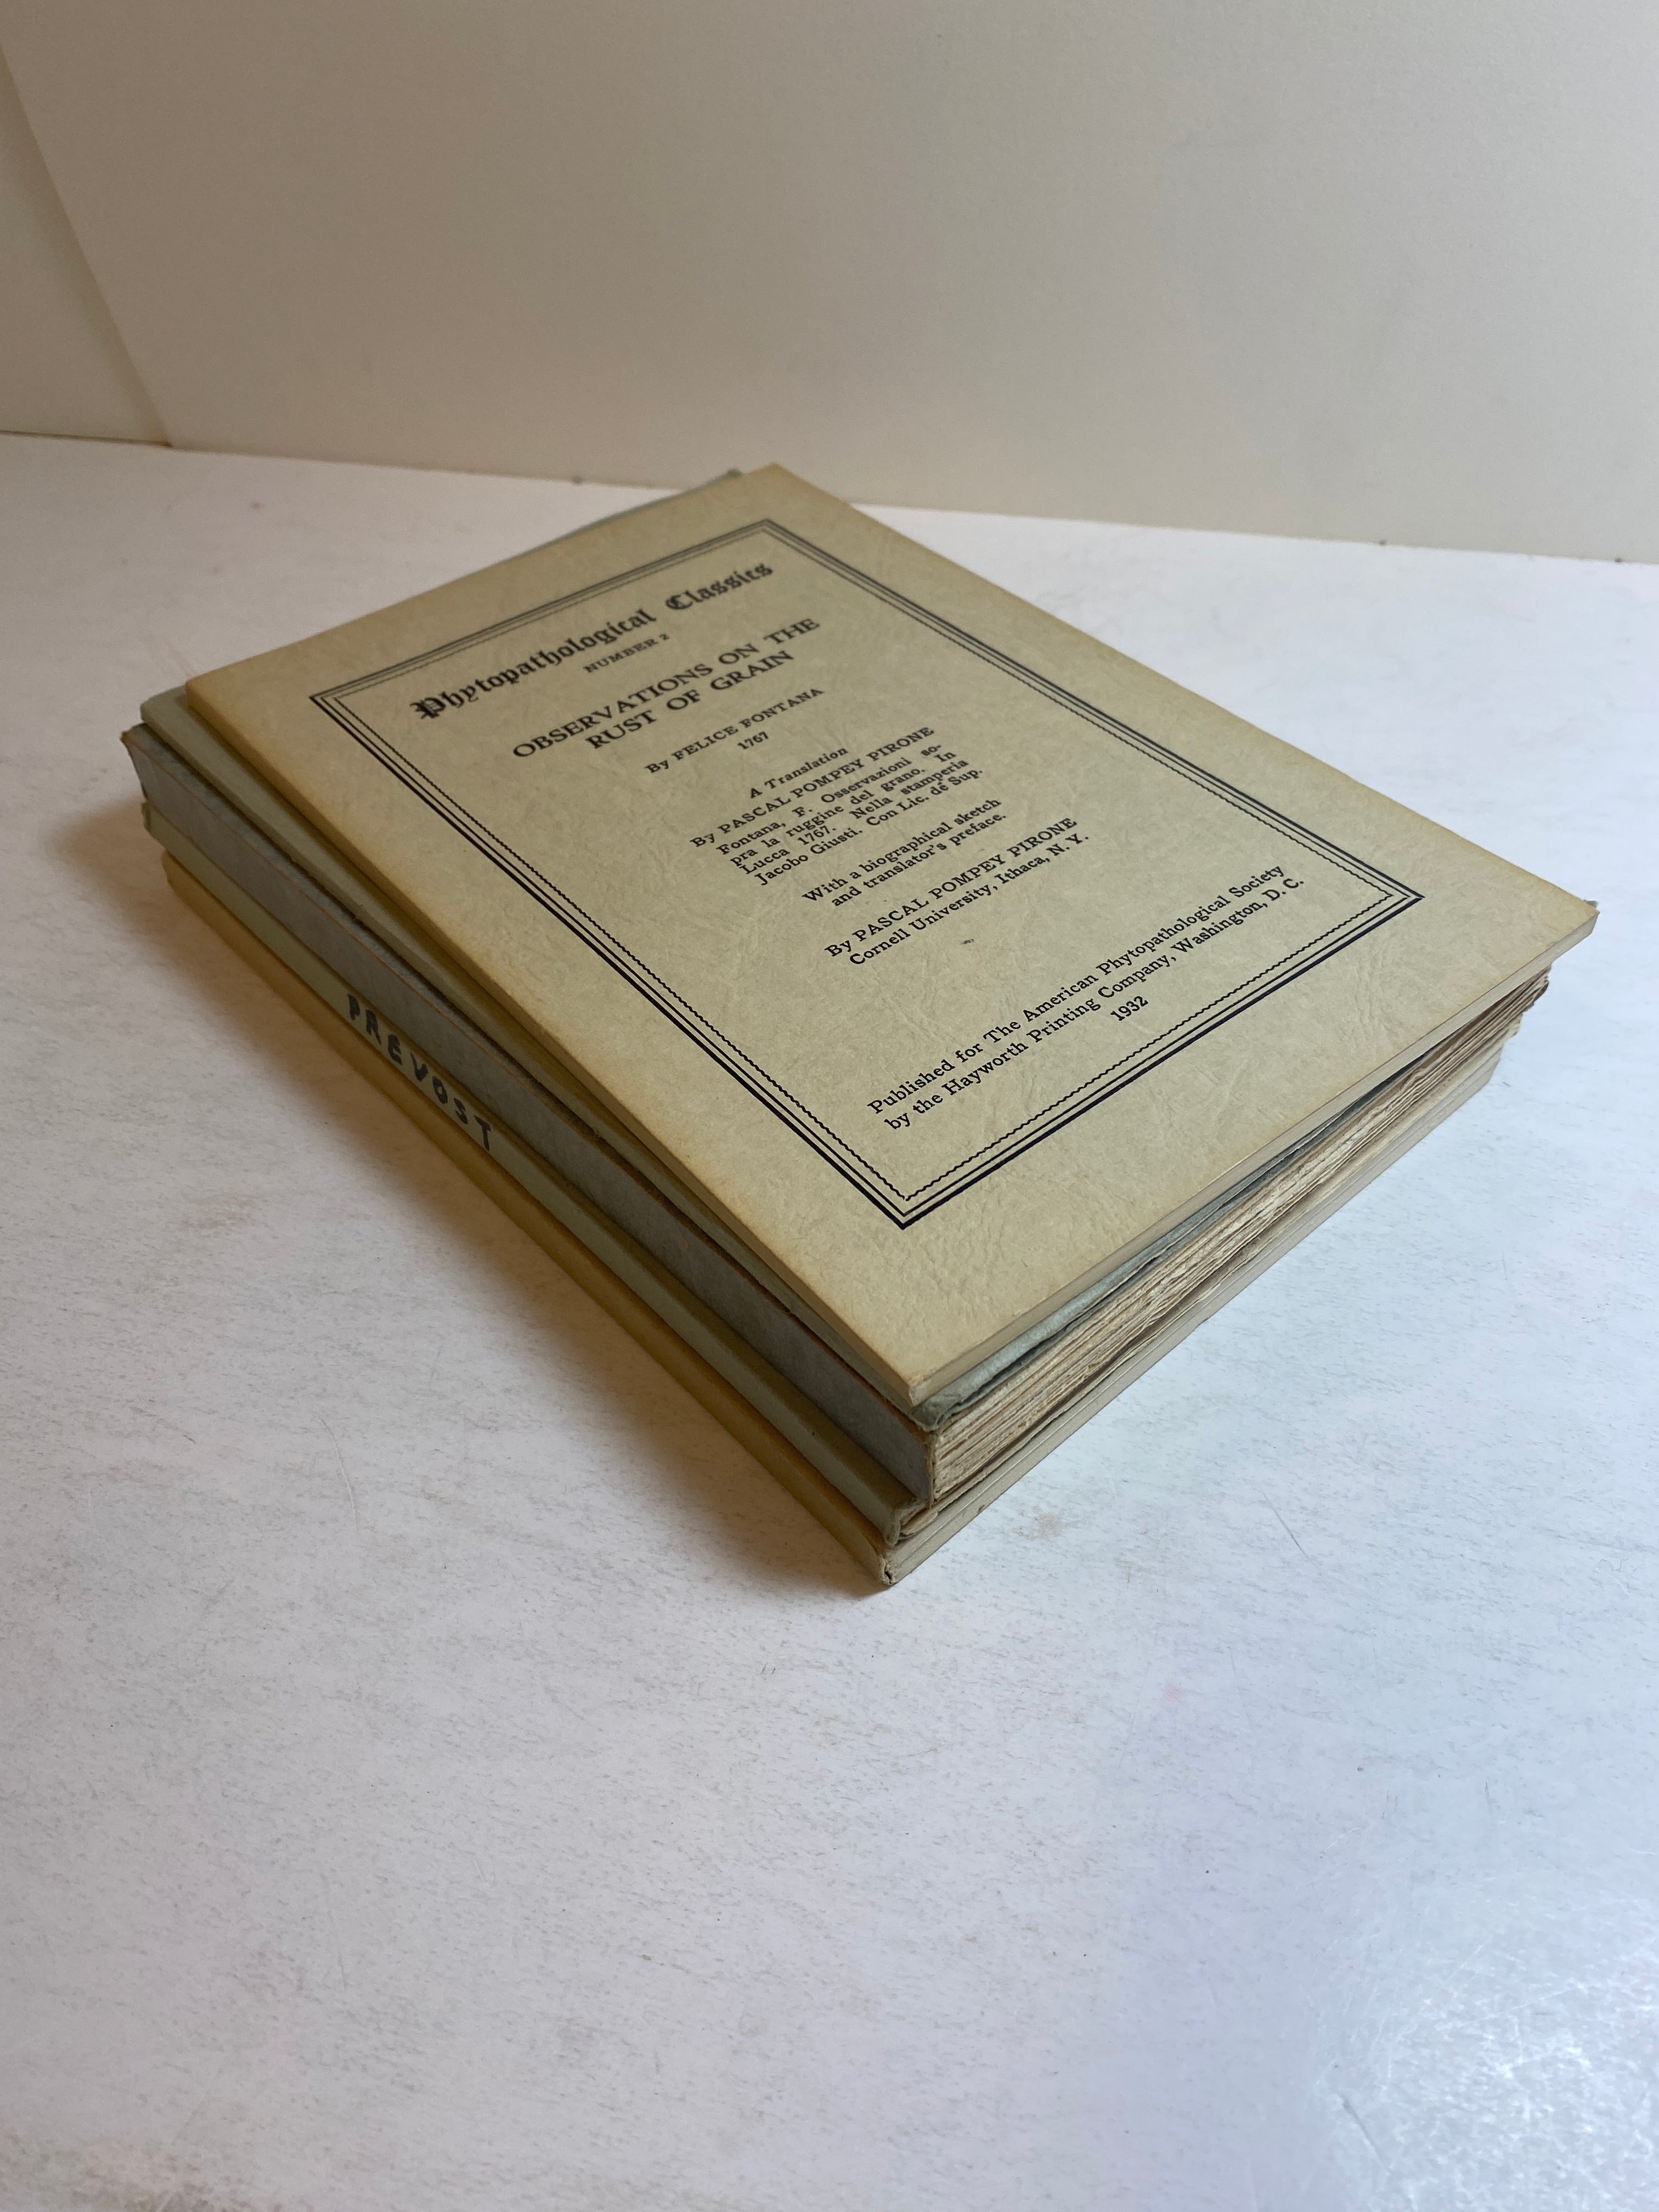 Phytopathological Classics
NUMBER 2
OBSERVATIONS ON THE
RUST OF GRAIN
By FELICE FONTANA
1767
A Translation
By PASCAL POMPEY PIRONE
Fontana, F. Osservazioni so-
pra la ruggine del grano. In
Lucca 1767. Nella stamperia
Jacobo Giusti. Con Lic. dé Sup.
With a biographical sketch
and translator's preface.
By PASCAL POMPEY PIRONE
Cornell University, Ithaca, N. Y.
Published for The American Phytopathological Society
by the Hayworth Printing Company, Washington, D. C.
1932
PREVOST